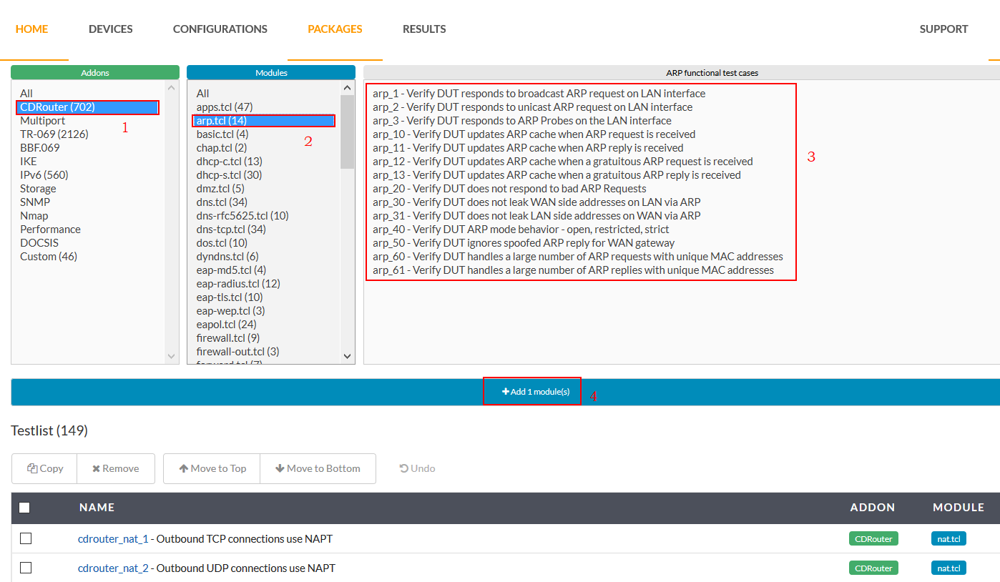 HOME DEVICES CONFIGURATIONS PACKAGES RESULTS SUPPORT
Addons
All
CDRouter (702)
1
Multiport
TR-069 (2126)
BBF.069
IKE
IPv6 (560)
Storage
SNMP
Nmap
Performance
DOCSIS
Custom (46)
Modules
All
apps.tcl (47)
arp.tcl (14)
2
basic.tcl (4)
chap.tcl (2)
dhcp-c.tcl (13)
dhcp-s.tcl (30)
dmz.tcl (5)
dns.tcl (34)
dns-rfc5625.tcl (10)
dns-tcp.tcl (34)
dos.tcl (10)
dyndns.tcl (6)
eap-md5.tcl (4)
eap-radius.tcl (12)
eap-tls.tcl (10)
eap-wep.tcl (3)
eapol.tcl (24)
firewall.tcl (9)
firewall-out.tcl (3)
forward.tcl (7)
ARP functional test cases
arp_1 - Verify DUT responds to broadcast ARP request on LAN interface
arp_2 - Verify DUT responds to unicast ARP request on LAN interface
arp_3 - Verify DUT responds to ARP Probes on the LAN interface
arp_10 - Verify DUT updates ARP cache when ARP request is received
arp_11 - Verify DUT updates ARP cache when ARP reply is received
arp_12 - Verify DUT updates ARP cache when a gratuitous ARP request is received
arp_13 - Verify DUT updates ARP cache when a gratuitous ARP reply is received
arp_20 - Verify DUT does not respond to bad ARP Requests
arp_30 - Verify DUT does not leak WAN side addresses on LAN via ARP
arp_31 - Verify DUT does not leak LAN side addresses on WAN via ARP
arp_40 - Verify DUT ARP mode behavior - open, restricted, strict
arp_50 - Verify DUT ignores spoofed ARP reply for WAN gateway
arp_60 - Verify DUT handles a large number of ARP requests with unique MAC addresses
arp_61 - Verify DUT handles a large number of ARP replies with unique MAC addresses
3
+Add 1 module(s)
4
Testlist (149)
Copy Remove Move to Top Move to Bottom Undo
NAME ADDON MODULE
cdrouter_nat_1 - Outbound TCP connections use NAPT CDRouter nat.tcl
cdrouter_nat_2 - Outbound UDP connections use NAPT CDRouter nat.tcl